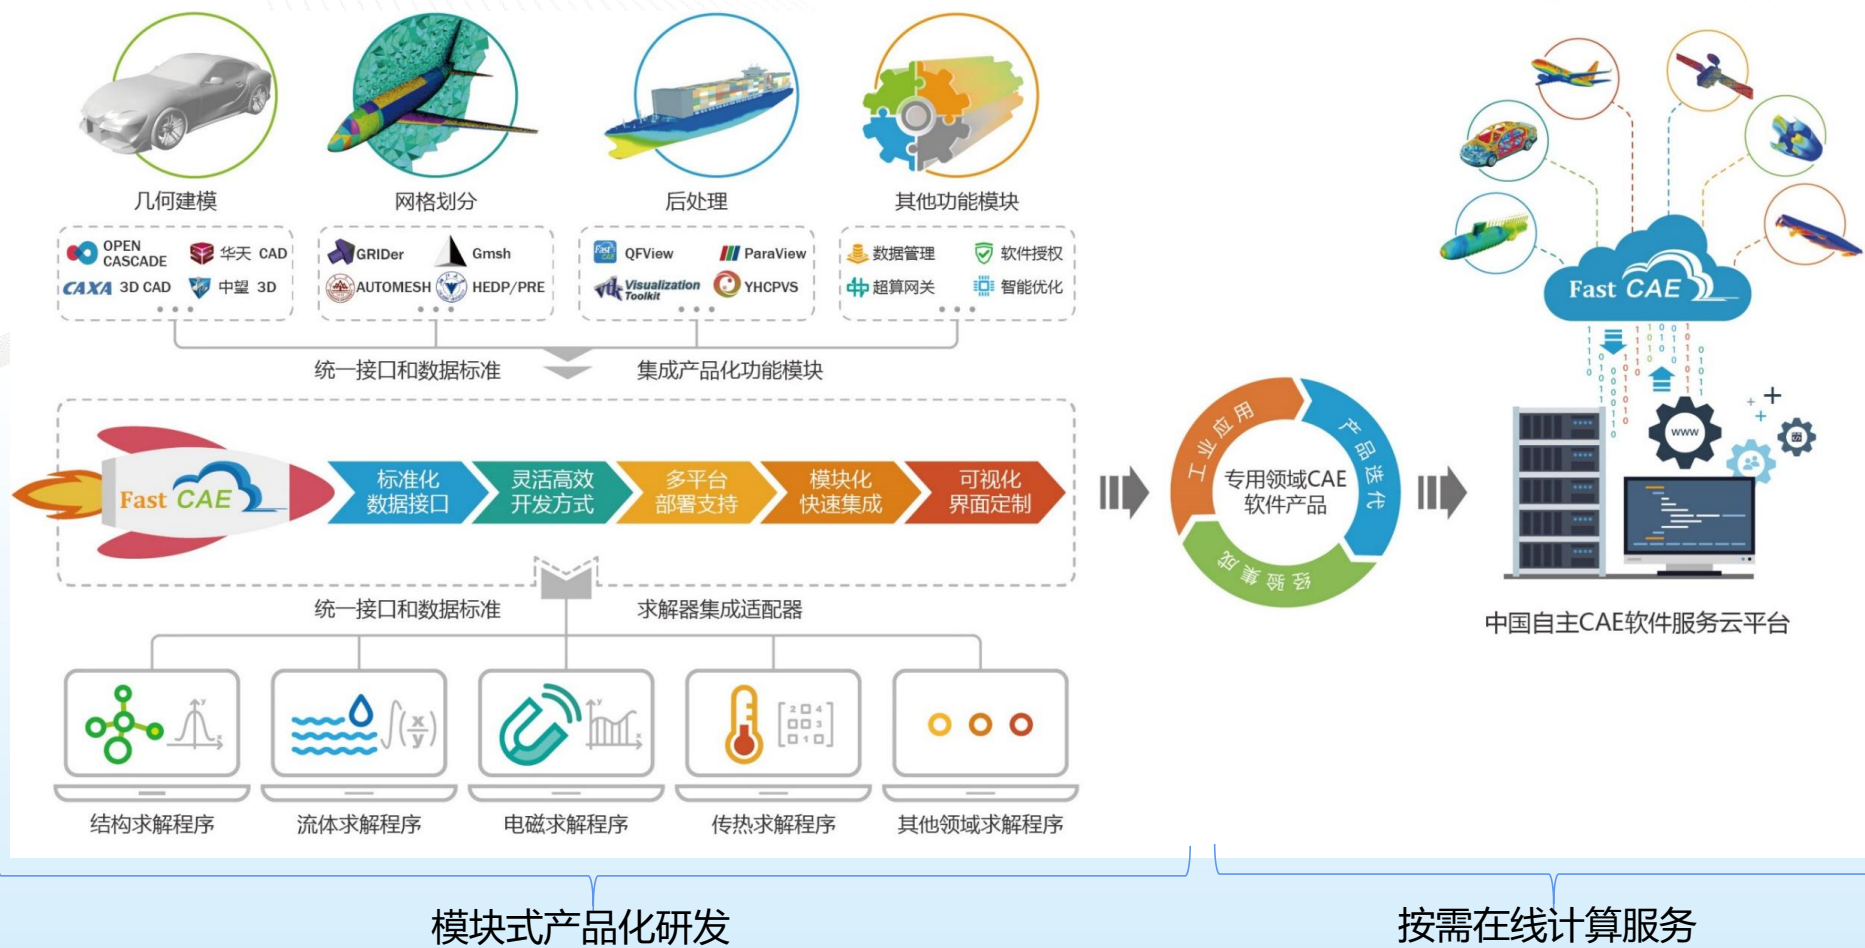 几何建模
网格划分
后处理
其他功能模块
OPEN
CASCADE
华天 CAD
CAXA 3D CAD
中望 3D
GRIDer
Gmsh
AUTOMESH
HEDP/PRE
Fast
CAE
QFView
ParaView
vtk Visualization
Toolkit
YHCPVS
数据管理
软件授权
超算网关
智能优化
统一接口和数据标准
集成产品化功能模块
Fast CAE
标准化
数据接口
灵活高效
开发方式
多平台
部署支持
模块化
快速集成
可视化
界面定制
统一接口和数据标准
求解器集成适配器
结构求解程序
流体求解程序
电磁求解程序
传热求解程序
其他领域求解程序
工业应用
产品迭代
经验集成
专用领域CAE
软件产品
Fast CAE
www
中国自主CAE软件服务云平台
模块式产品化研发
按需在线计算服务